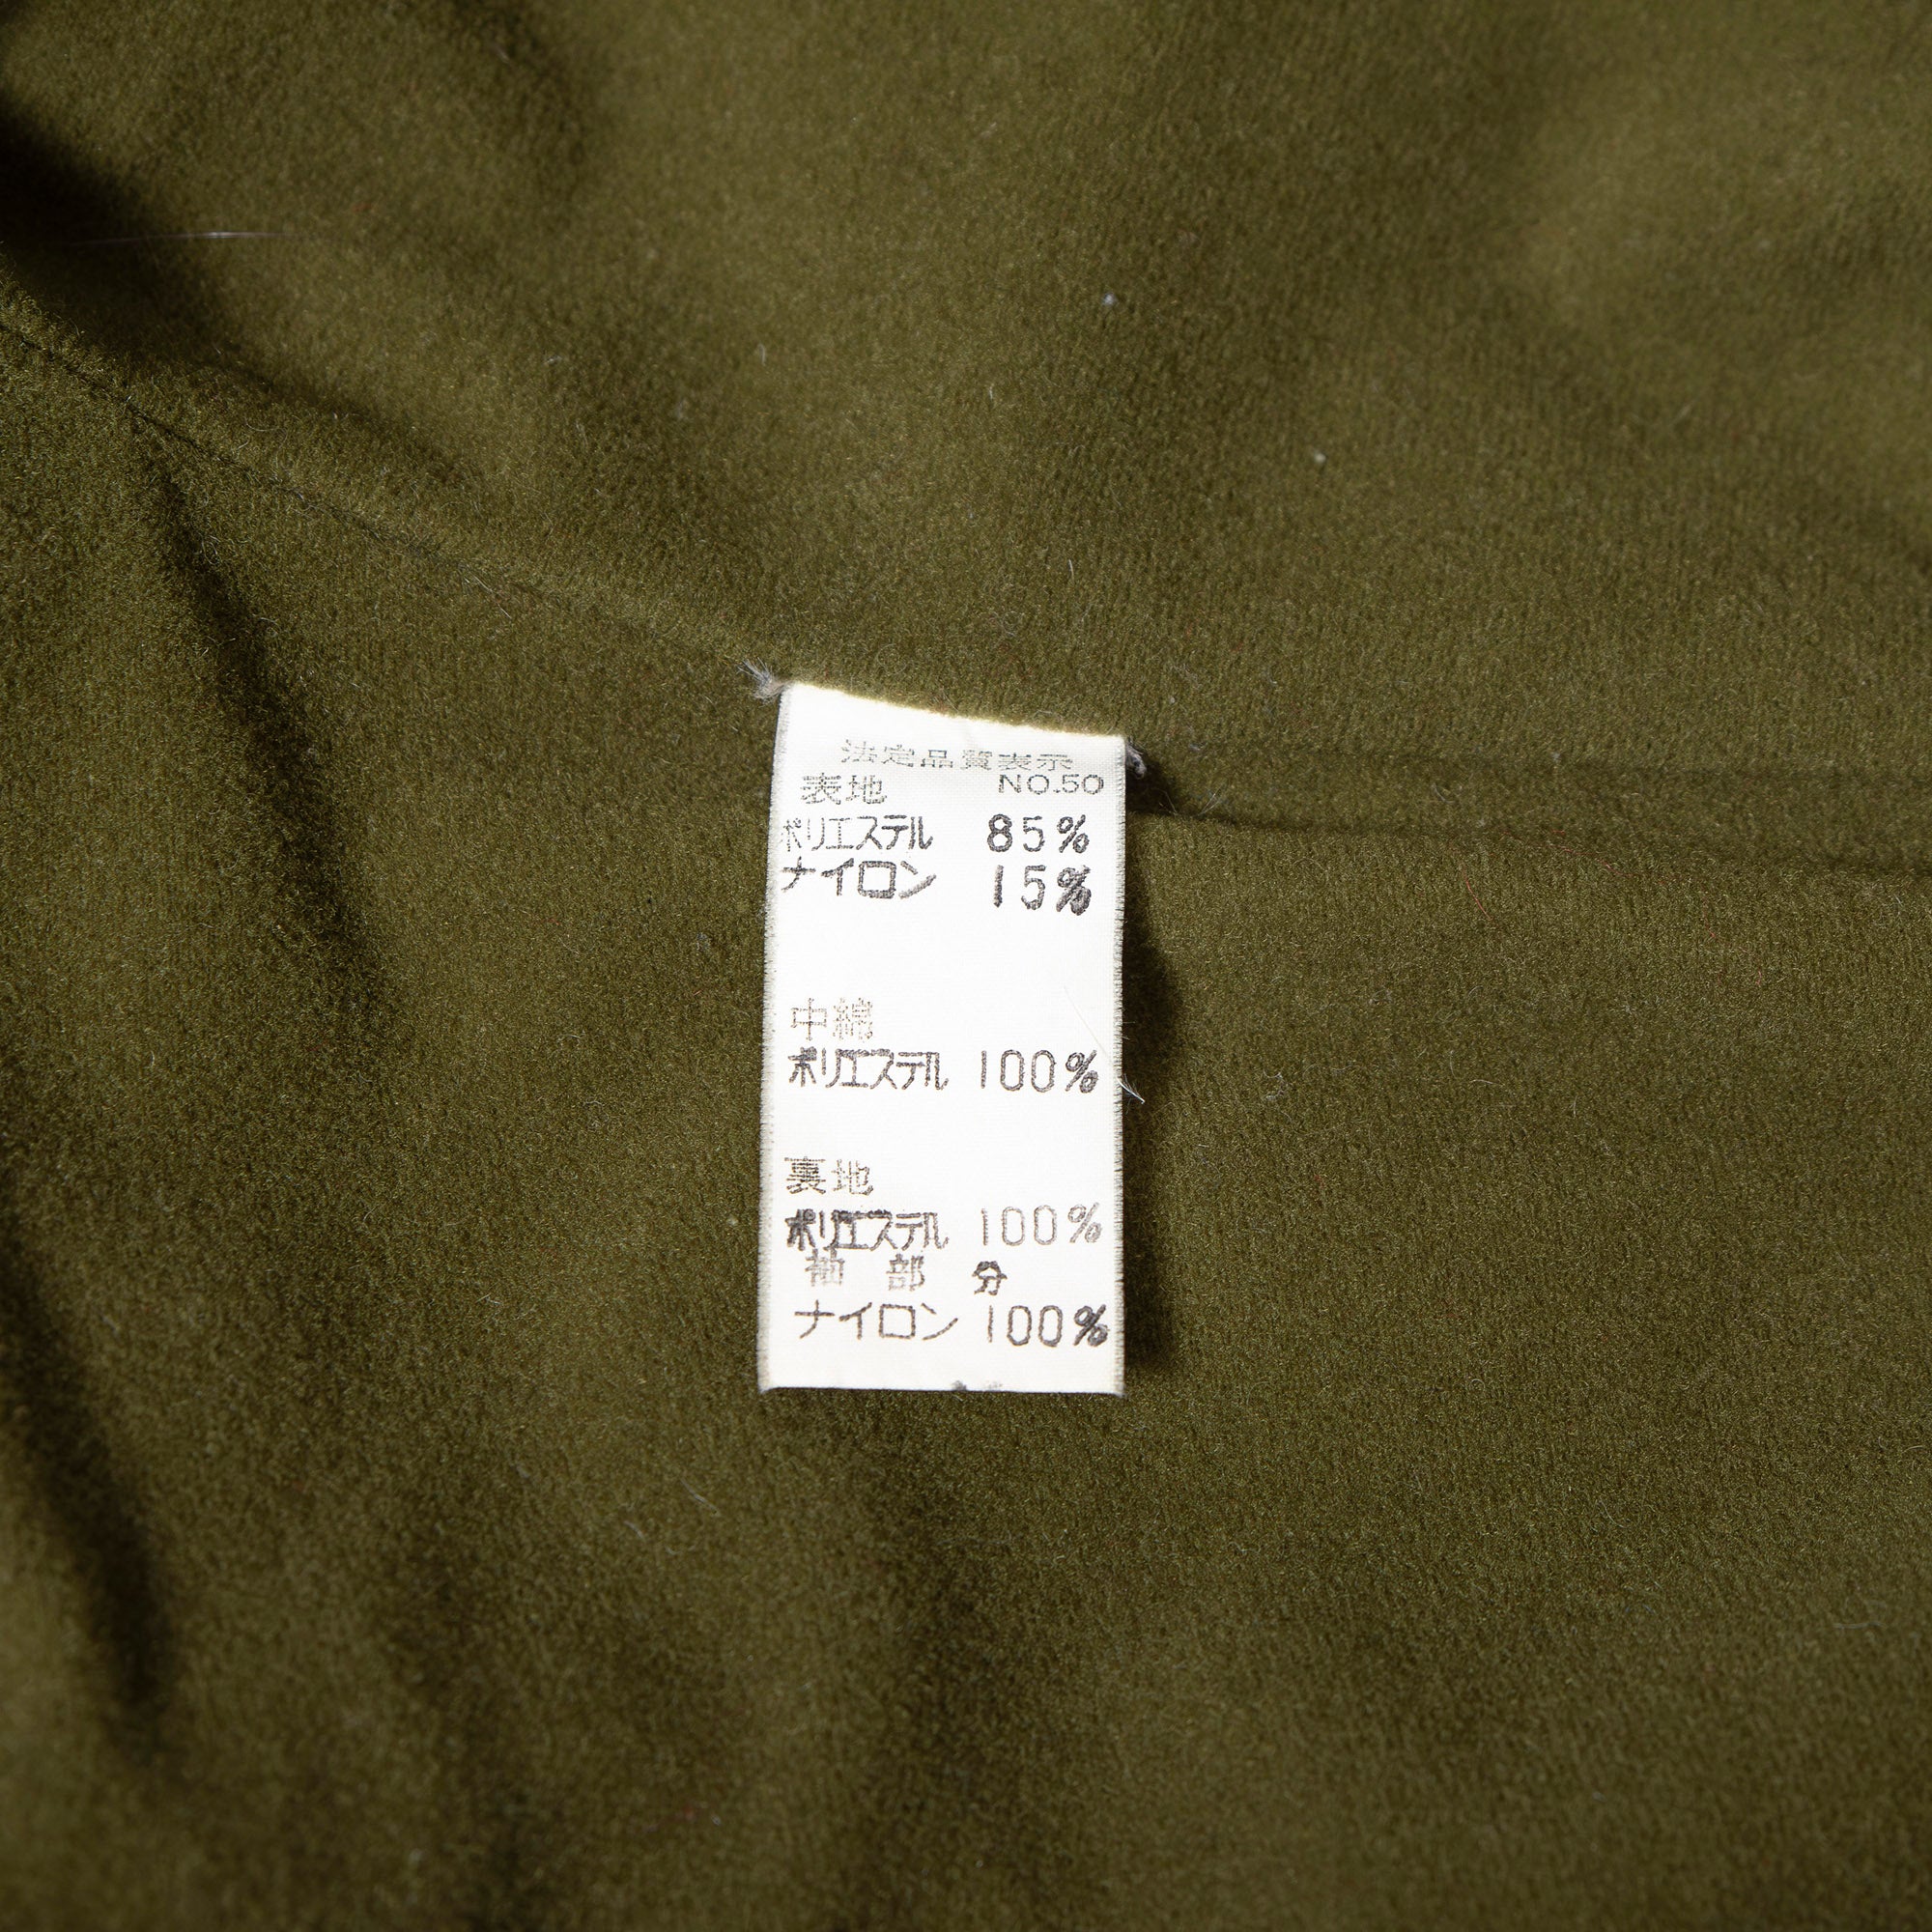 法定品質表示
表地 NO.50
ポリエステル 85%
ナイロン 15%
中綿
ポリエステル 100%
裏地
ポリエステル 100%
袖 部 分
ナイロン 100%